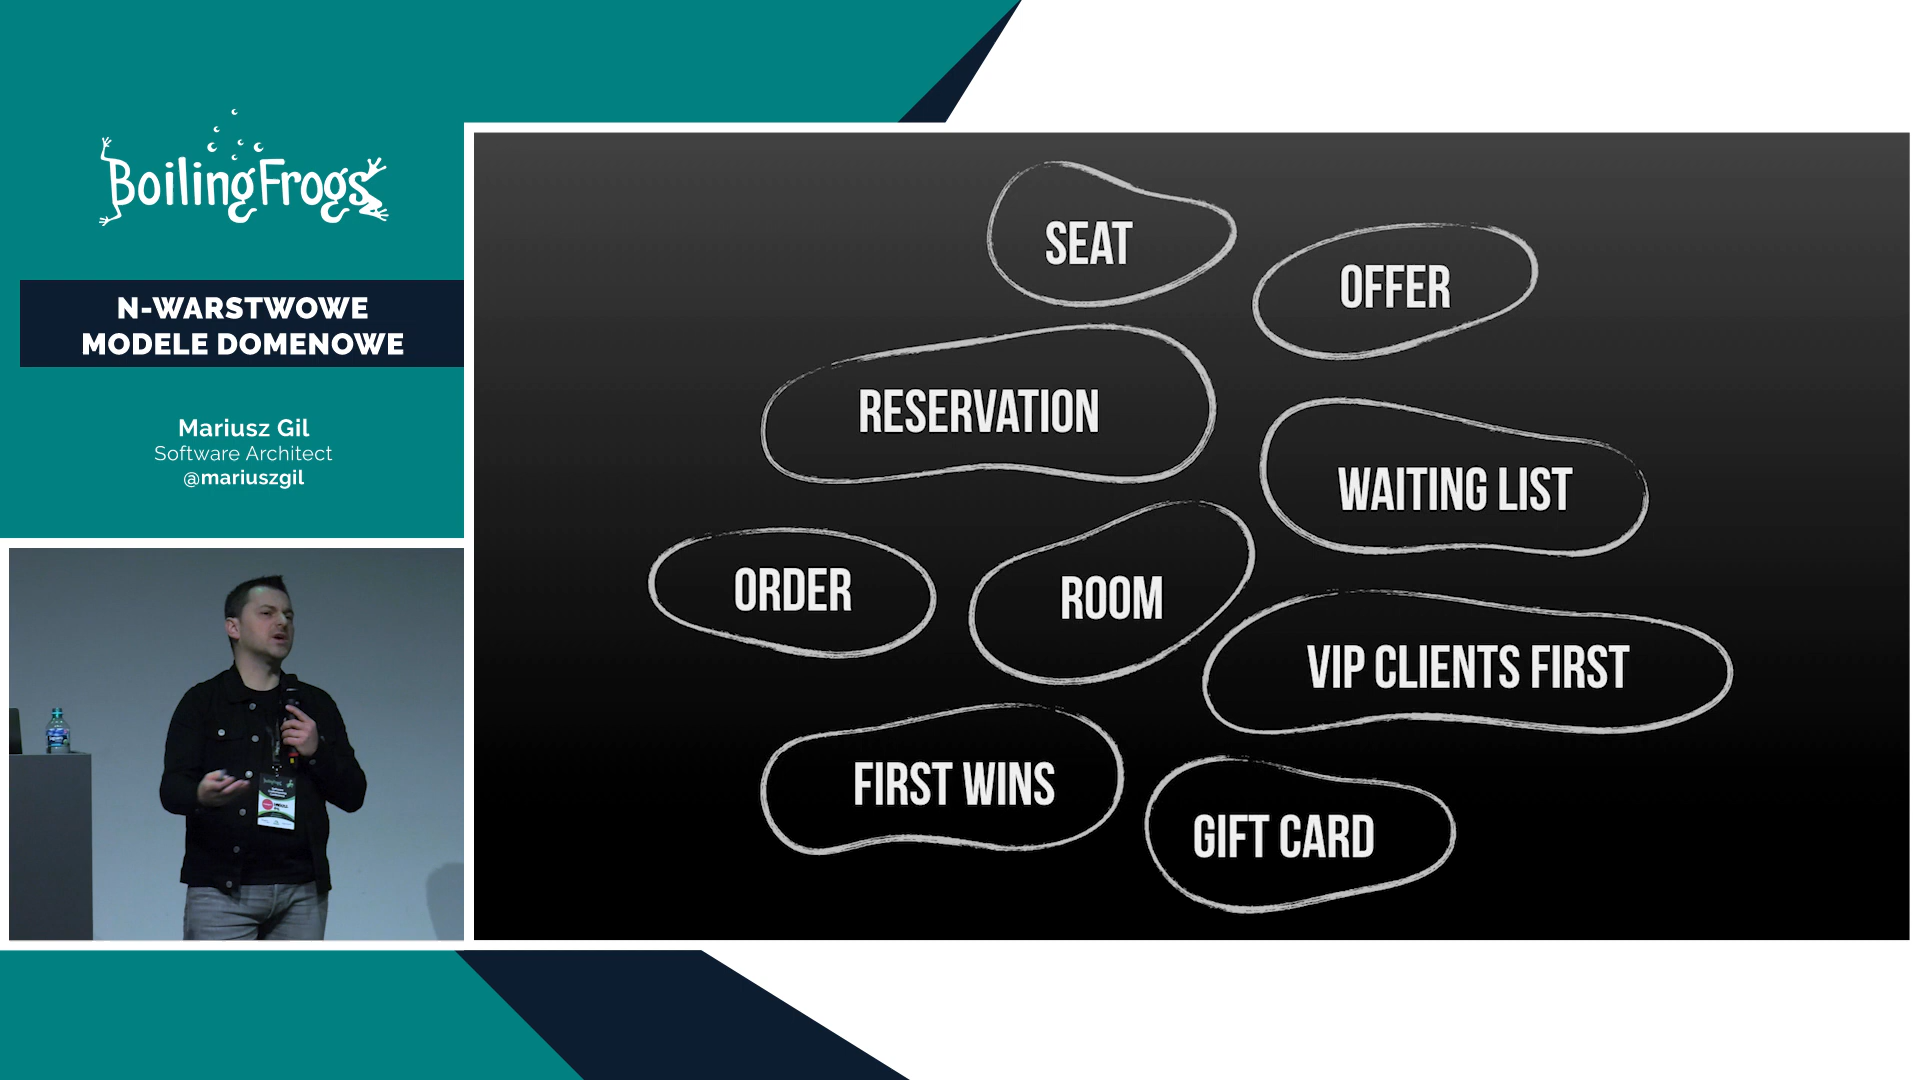 BoilingFrogs
N-WARSTWOWE
MODELE DOMENOWE
Mariusz Gil
Software Architect
@mariuszgil
SEAT
OFFER
RESERVATION
WAITING LIST
ORDER
ROOM
VIP CLIENTS FIRST
FIRST WINS
GIFT CARD